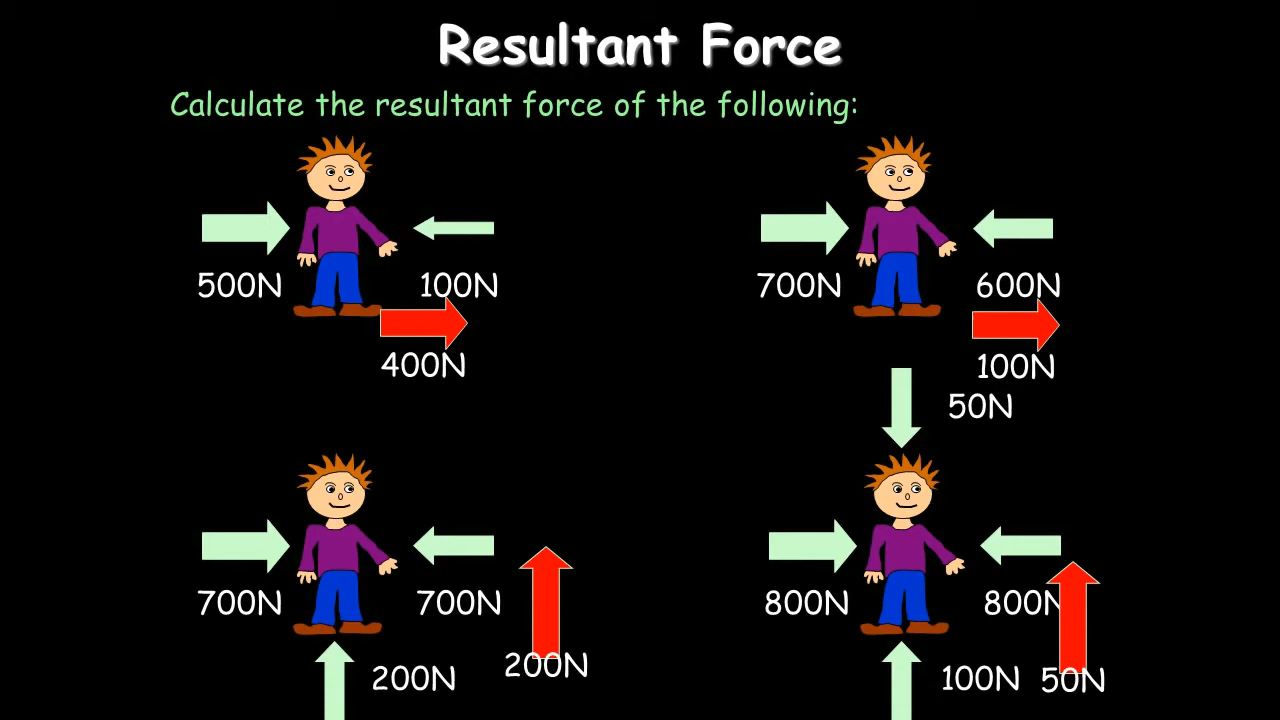 Resultant Force
Calculate the resultant force of the following:
500N
100N
400N
700N
600N
100N
50N
700N
700N
200N
200N
800N
800N
100N
50N